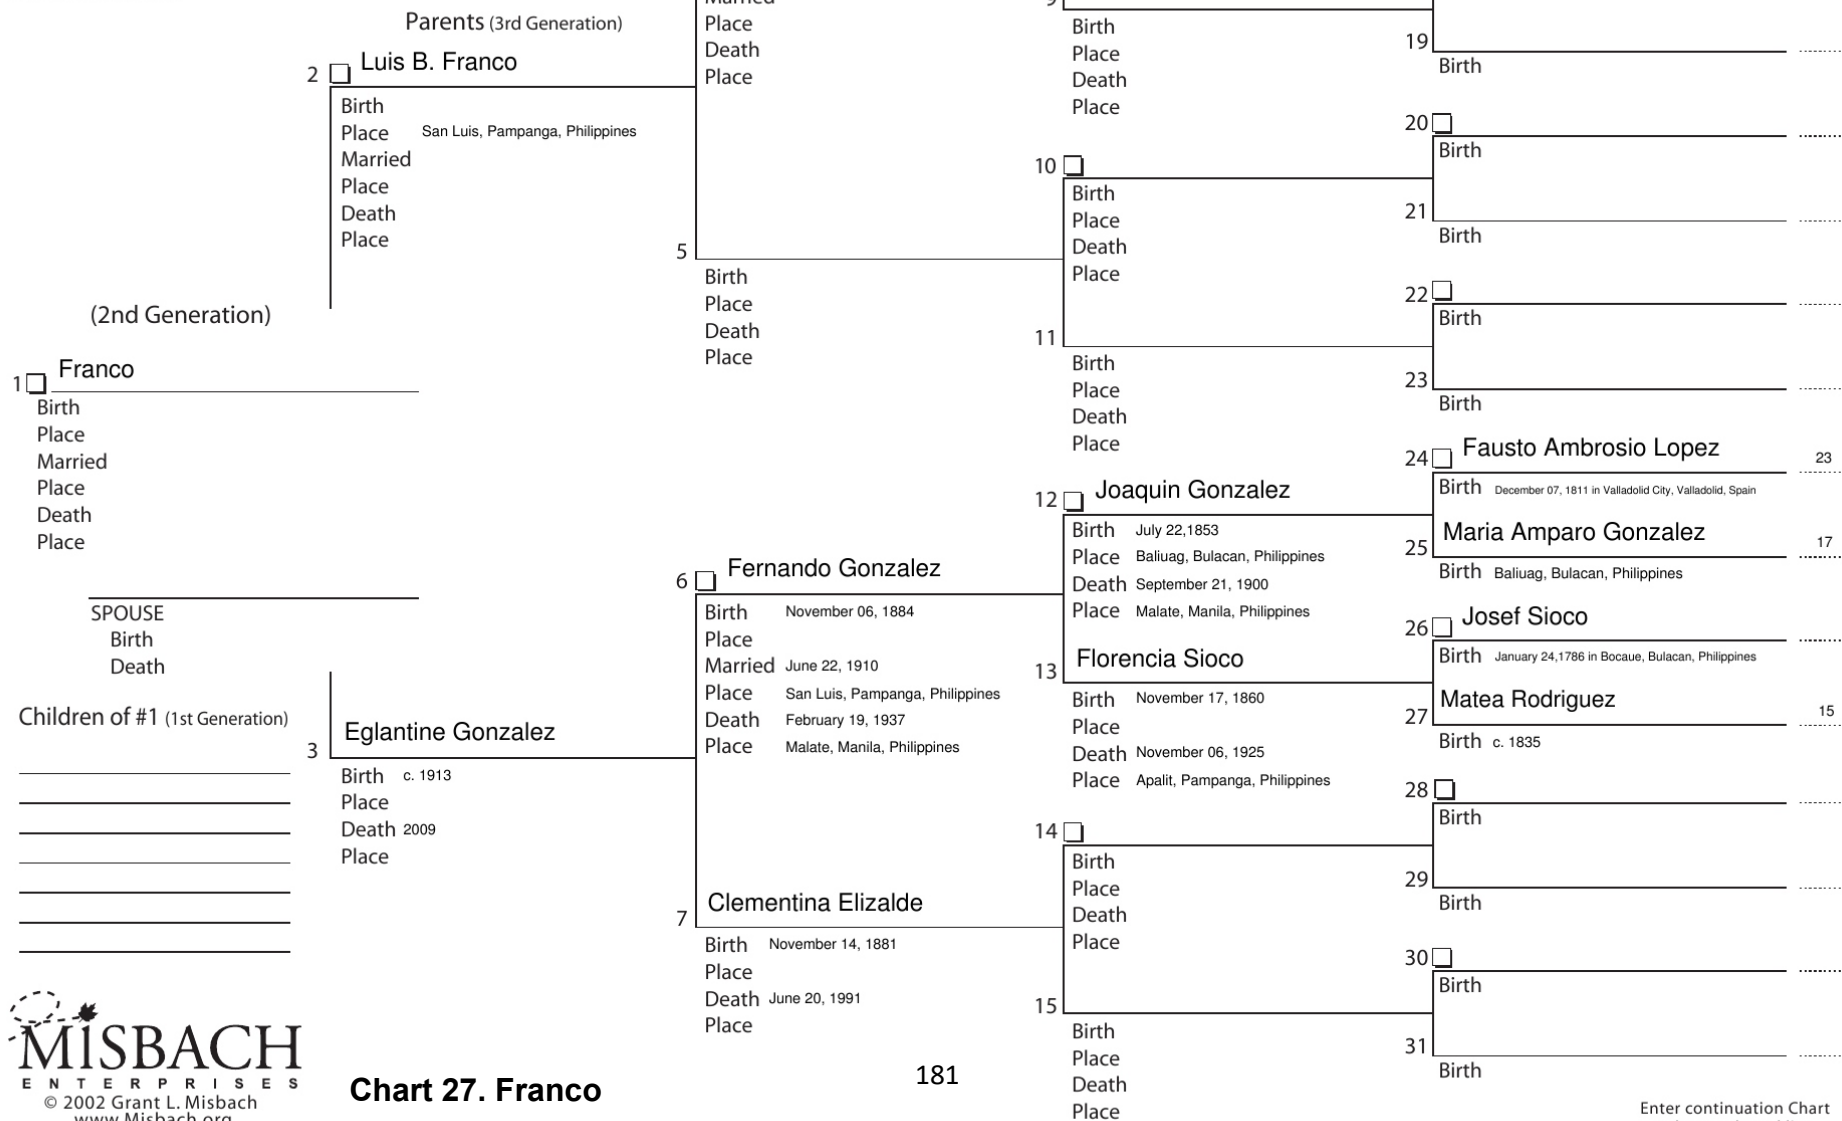 Parents (3rd Generation)
2 Luis B. Franco
Birth
Place San Luis, Pampanga, Philippines
Married
Place
Death
Place
(2nd Generation)
1 Franco
Birth
Place
Married
Place
Death
Place
SPOUSE
Birth
Death
Children of #1 (1st Generation)
3 Eglantine Gonzalez
Birth c. 1913
Place
Death 2009
Place
Married
Place
Death
Place
5
Birth
Place
Death
Place
6 Fernando Gonzalez
Birth November 06, 1884
Place
Married June 22, 1910
Place San Luis, Pampanga, Philippines
Death February 19, 1937
Place Malate, Manila, Philippines
7 Clementina Elizalde
Birth November 14, 1881
Place
Death June 20, 1991
Place
9
Birth
Place
Death
Place
10
Birth
Place
Death
Place
11
Birth
Place
Death
Place
12 Joaquin Gonzalez
Birth July 22,1853
Place Baliuag, Bulacan, Philippines
Death September 21, 1900
Place Malate, Manila, Philippines
13 Florencia Sioco
Birth November 17, 1860
Place
Death November 06, 1925
Place Apalit, Pampanga, Philippines
14
Birth
Place
Death
Place
15
Birth
Place
Death
Place
19
Birth
20
Birth
21
Birth
22
Birth
23
Birth
24 Fausto Ambrosio Lopez 23
Birth December 07, 1811 in Valladolid City, Valladolid, Spain
25 Maria Amparo Gonzalez 17
Birth Baliuag, Bulacan, Philippines
26 Josef Sioco
Birth January 24,1786 in Bocaue, Bulacan, Philippines
27 Matea Rodriguez 15
Birth c. 1835
28
Birth
29
Birth
30
Birth
31
Birth
MISBACH
ENTERPRISES
© 2002 Grant L. Misbach
www.Misbach.org
Chart 27. Franco
181
Enter continuation Chart